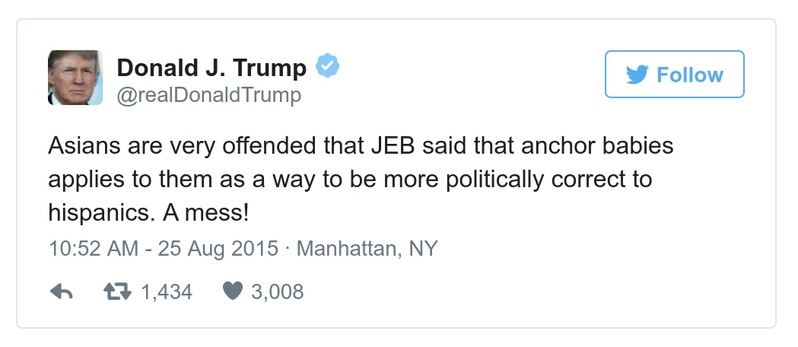 Donald J. Trump
Follow
@realDonaldTrump
Asians are very offended that JEB said that anchor babies
applies to them as a way to be more politically correct to
hispanics. A mess!
10:52 AM - 25 Aug 2015 · Manhattan, NY
1,434 3,008